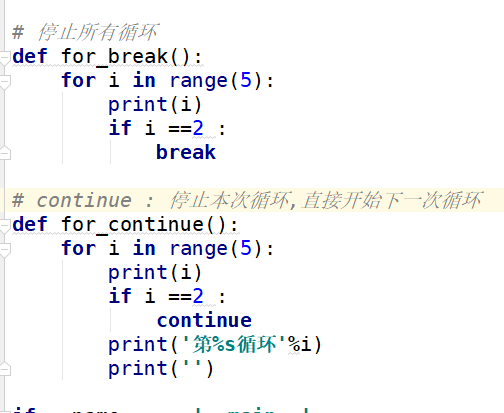 # 停止所有循环
def for_break():
    for i in range(5):
        print(i)
        if i ==2 :
            break
# continue : 停止本次循环,直接开始下一次循环
def for_continue():
    for i in range(5):
        print(i)
        if i ==2 :
            continue
        print('第%s循环'%i)
        print('')